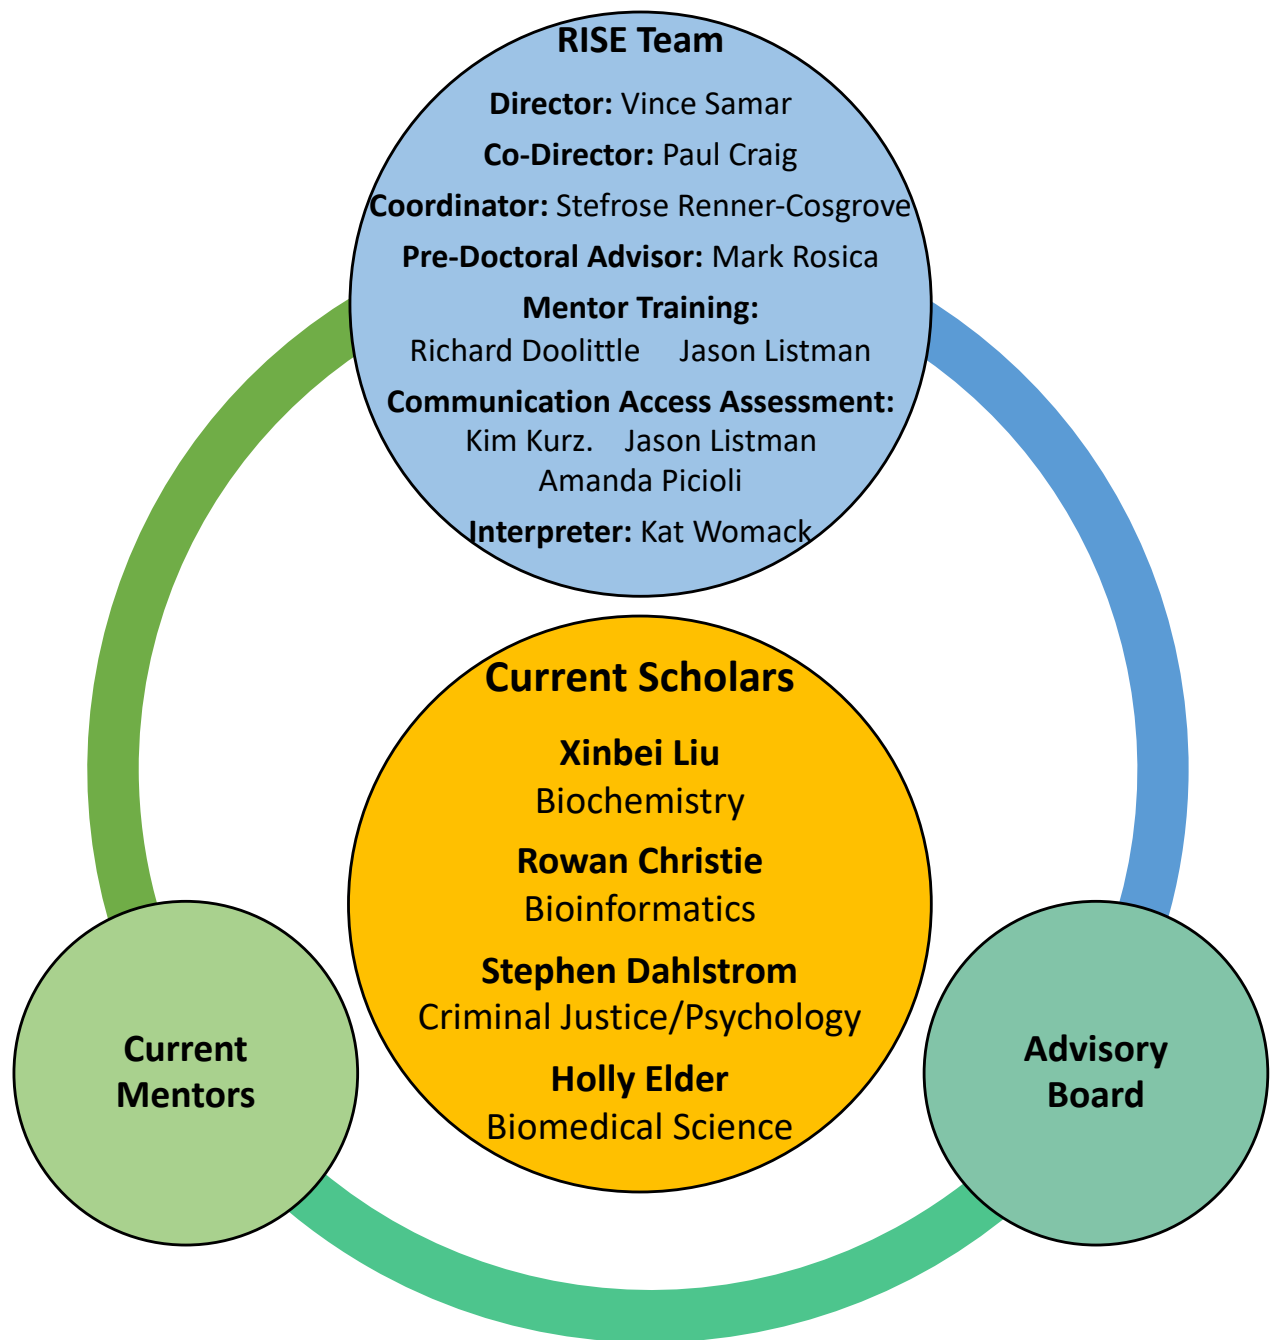 RISE Team
Director: Vince Samar
Co-Director: Paul Craig
Coordinator: Stefrose Renner-Cosgrove
Pre-Doctoral Advisor: Mark Rosica
Mentor Training:
Richard Doolittle Jason Listman
Communication Access Assessment:
Kim Kurz. Jason Listman
Amanda Picioli
Interpreter: Kat Womack
Current Scholars
Xinbei Liu
Biochemistry
Rowan Christie
Bioinformatics
Stephen Dahlstrom
Criminal Justice/Psychology
Holly Elder
Biomedical Science
Current
Mentors
Advisory
Board